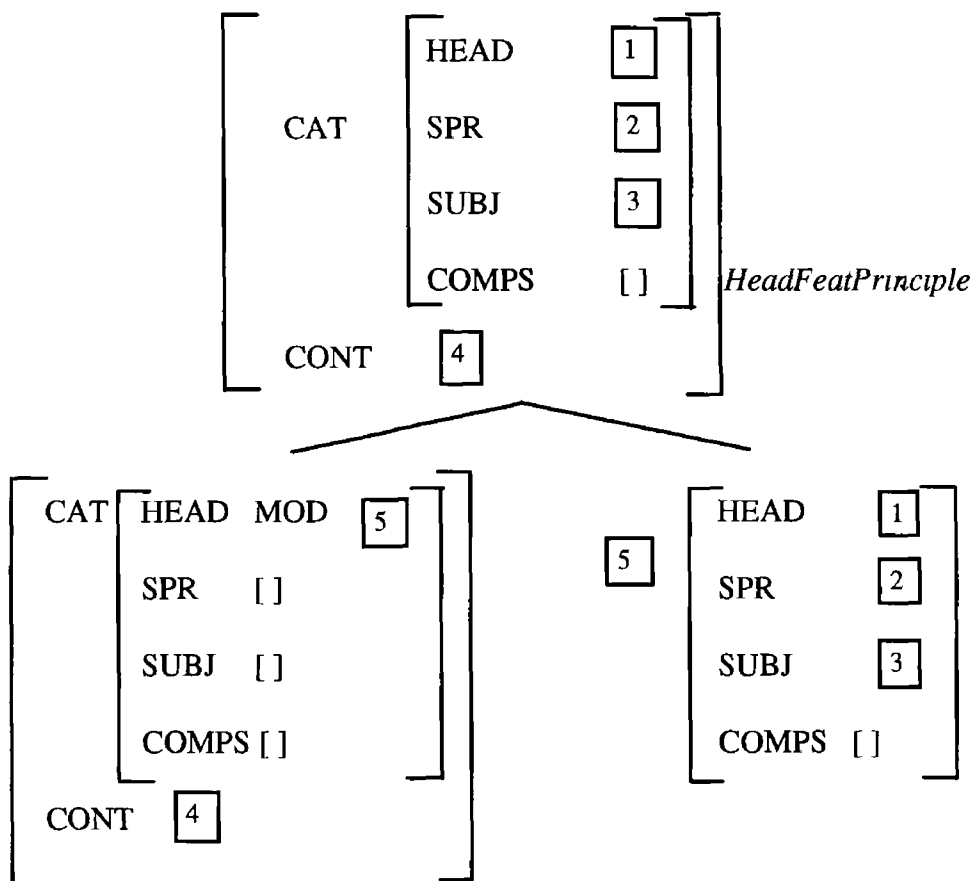 HEAD 1
CAT SPR 2
SUBJ 3
COMPS [ ] HeadFeatPrinciple
CONT 4
CAT HEAD MOD 5
SPR [ ]
SUBJ [ ]
COMPS [ ]
CONT 4
HEAD 1
5
SPR 2
SUBJ 3
COMPS [ ]